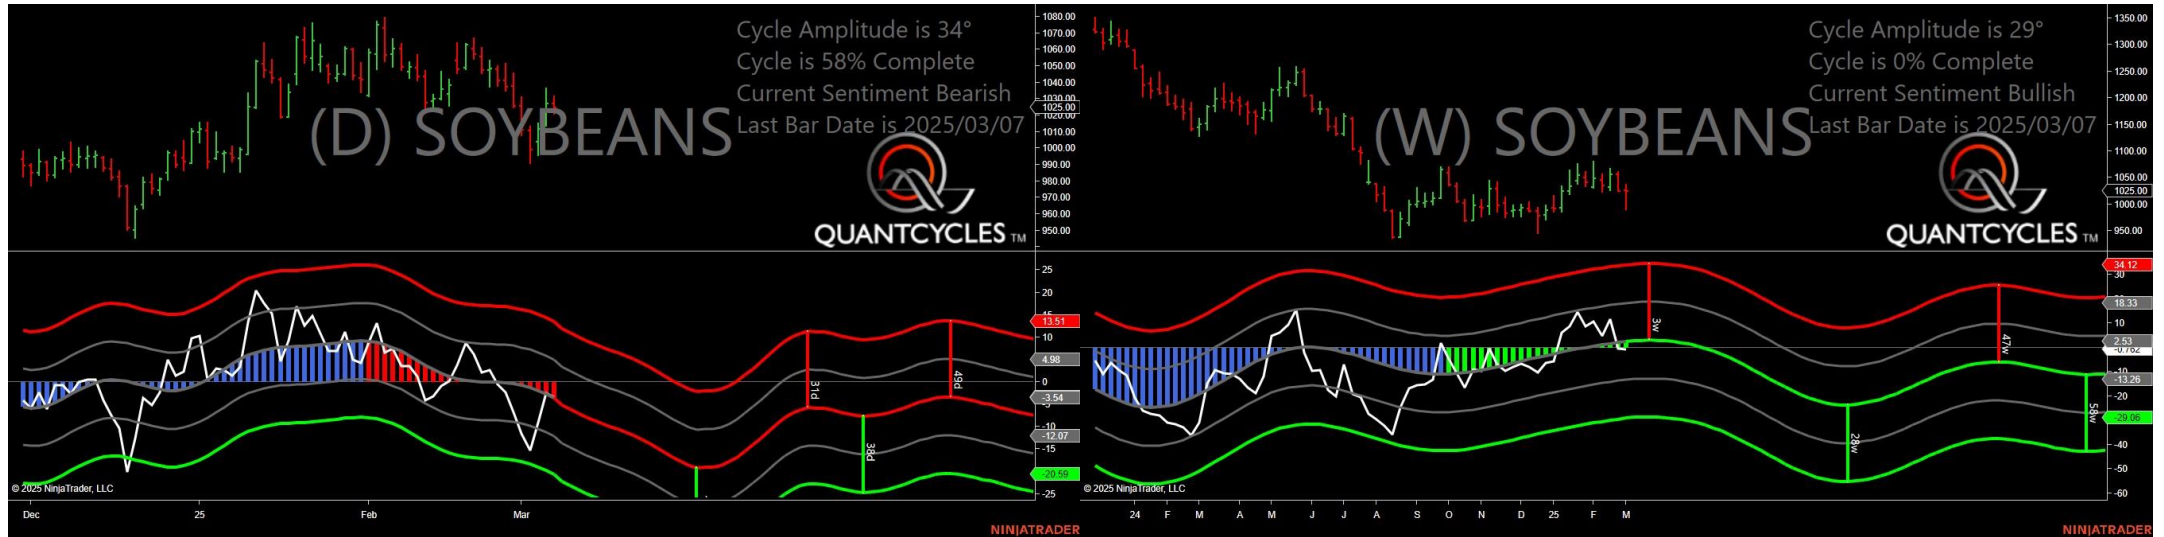 Cycle Amplitude is 34°
Cycle is 58% Complete
Current Sentiment Bearish
Last Bar Date is 2025/03/07
(D) SOYBEANS
QUANTCYCLES TM
1080.00
1070.00
1060.00
1050.00
1040.00
1030.00
1025.00
1020.00
1010.00
1000.00
990.00
980.00
970.00
960.00
950.00
25
20
15
13.51
10
4.98
0
-3.54
-5
-10
-12.07
-15
-20.59
-25
31d
38d
49d
© 2025 NinjaTrader, LLC
Dec 25 Feb Mar
NINJATRADER
Cycle Amplitude is 29°
Cycle is 0% Complete
Current Sentiment Bullish
Last Bar Date is 2025/03/07
(W) SOYBEANS
QUANTCYCLES TM
1350.00
1300.00
1250.00
1200.00
1150.00
1100.00
1050.00
1025.00
1000.00
950.00
34.12
30
18.33
10
2.53
-0.762
-10
-13.26
-20
-29.06
-40
-50
-60
3w
28w
47w
58w
© 2025 NinjaTrader, LLC
24 F M A M J J A S O N D 25 F M
NINJATRADER